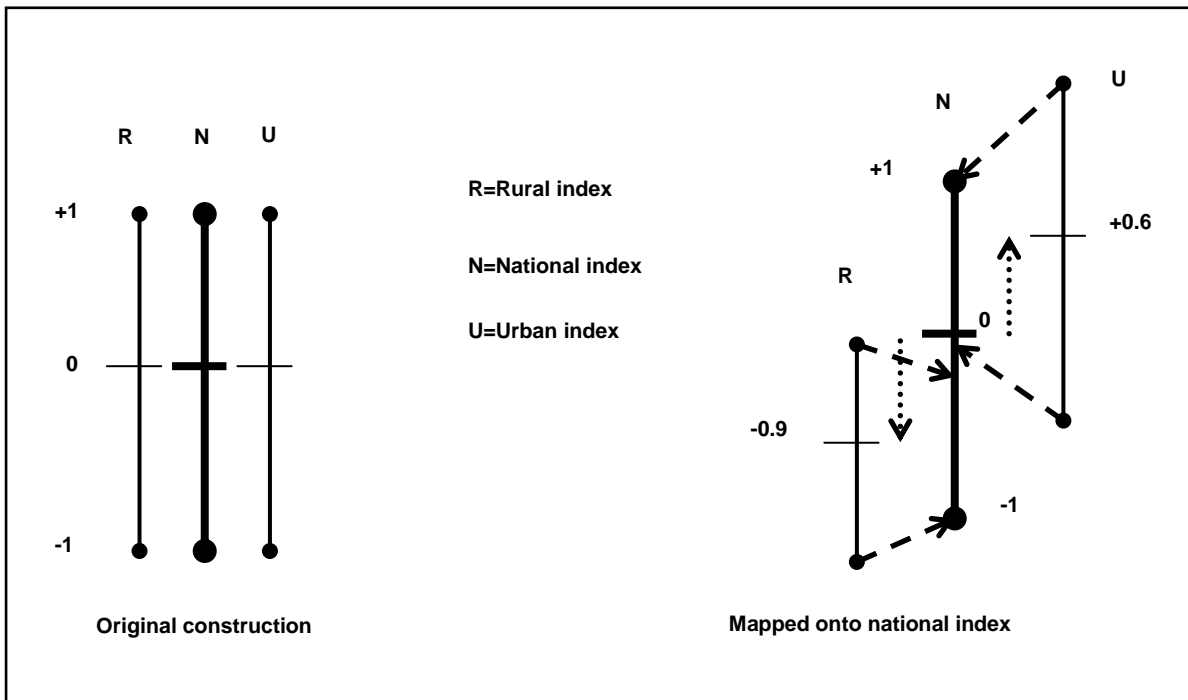 R N U
+1
0
-1
Original construction
R=Rural index
N=National index
U=Urban index
U
N
+1
+0.6
0
R
-0.9
-1
Mapped onto national index